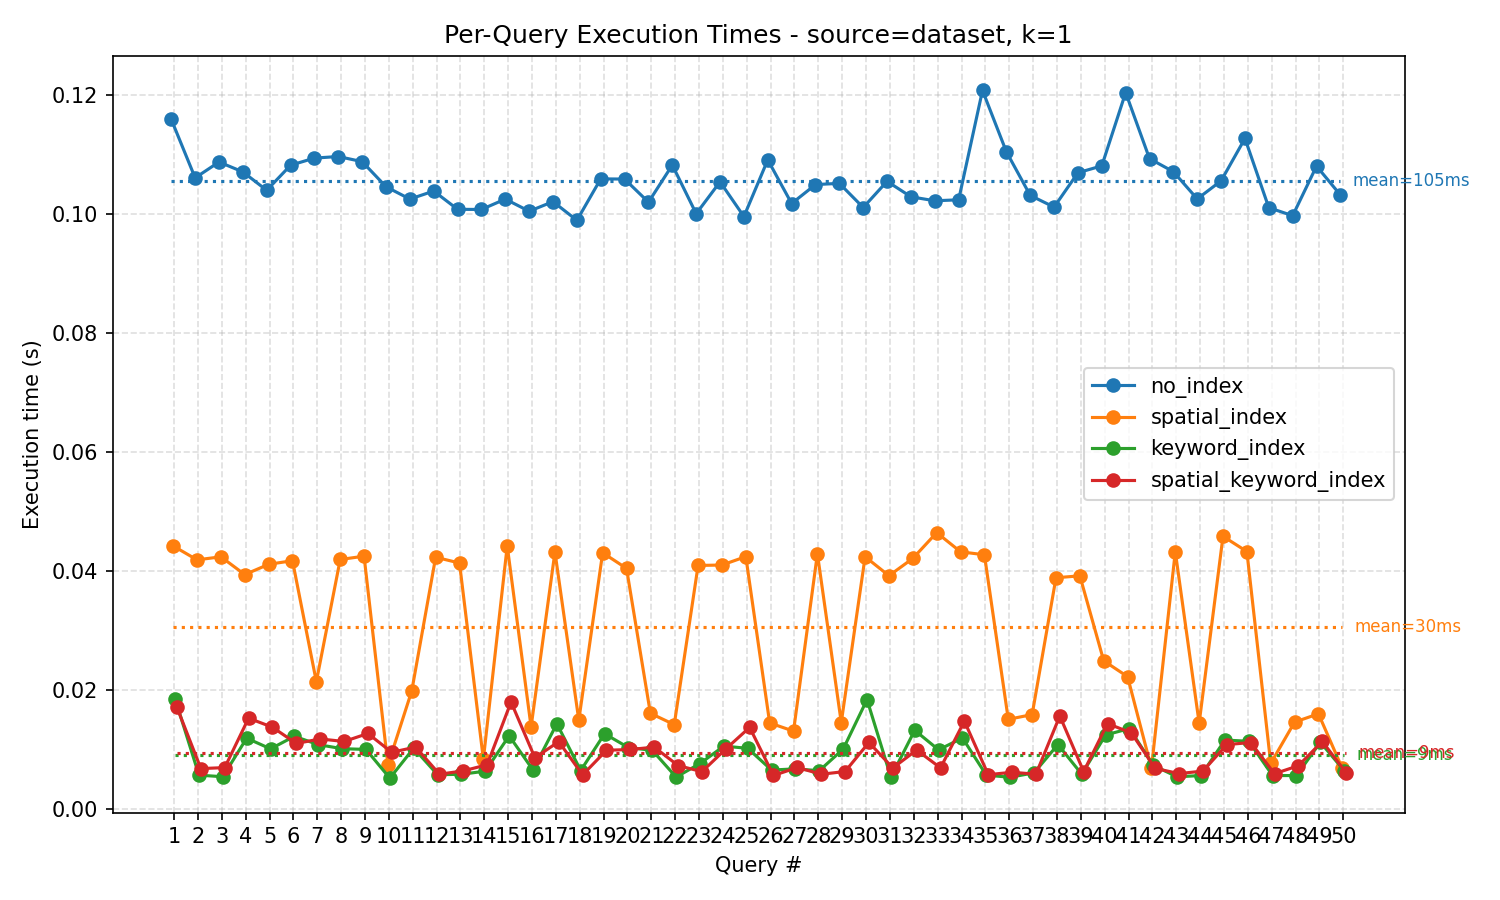 Per-Query Execution Times - source=dataset, k=1
0.12
0.10
0.08
0.06
0.04
0.02
0.00
Execution time (s)
mean=105ms
mean=30ms
mean=9ms
mean=9ms
no_index
spatial_index
keyword_index
spatial_keyword_index
1 2 3 4 5 6 7 8 9 10 11 12 13 14 15 16 17 18 19 20 21 22 23 24 25 26 27 28 29 30 31 32 33 34 35 36 37 38 39 40 41 42 43 44 45 46 47 48 49 50
Query #